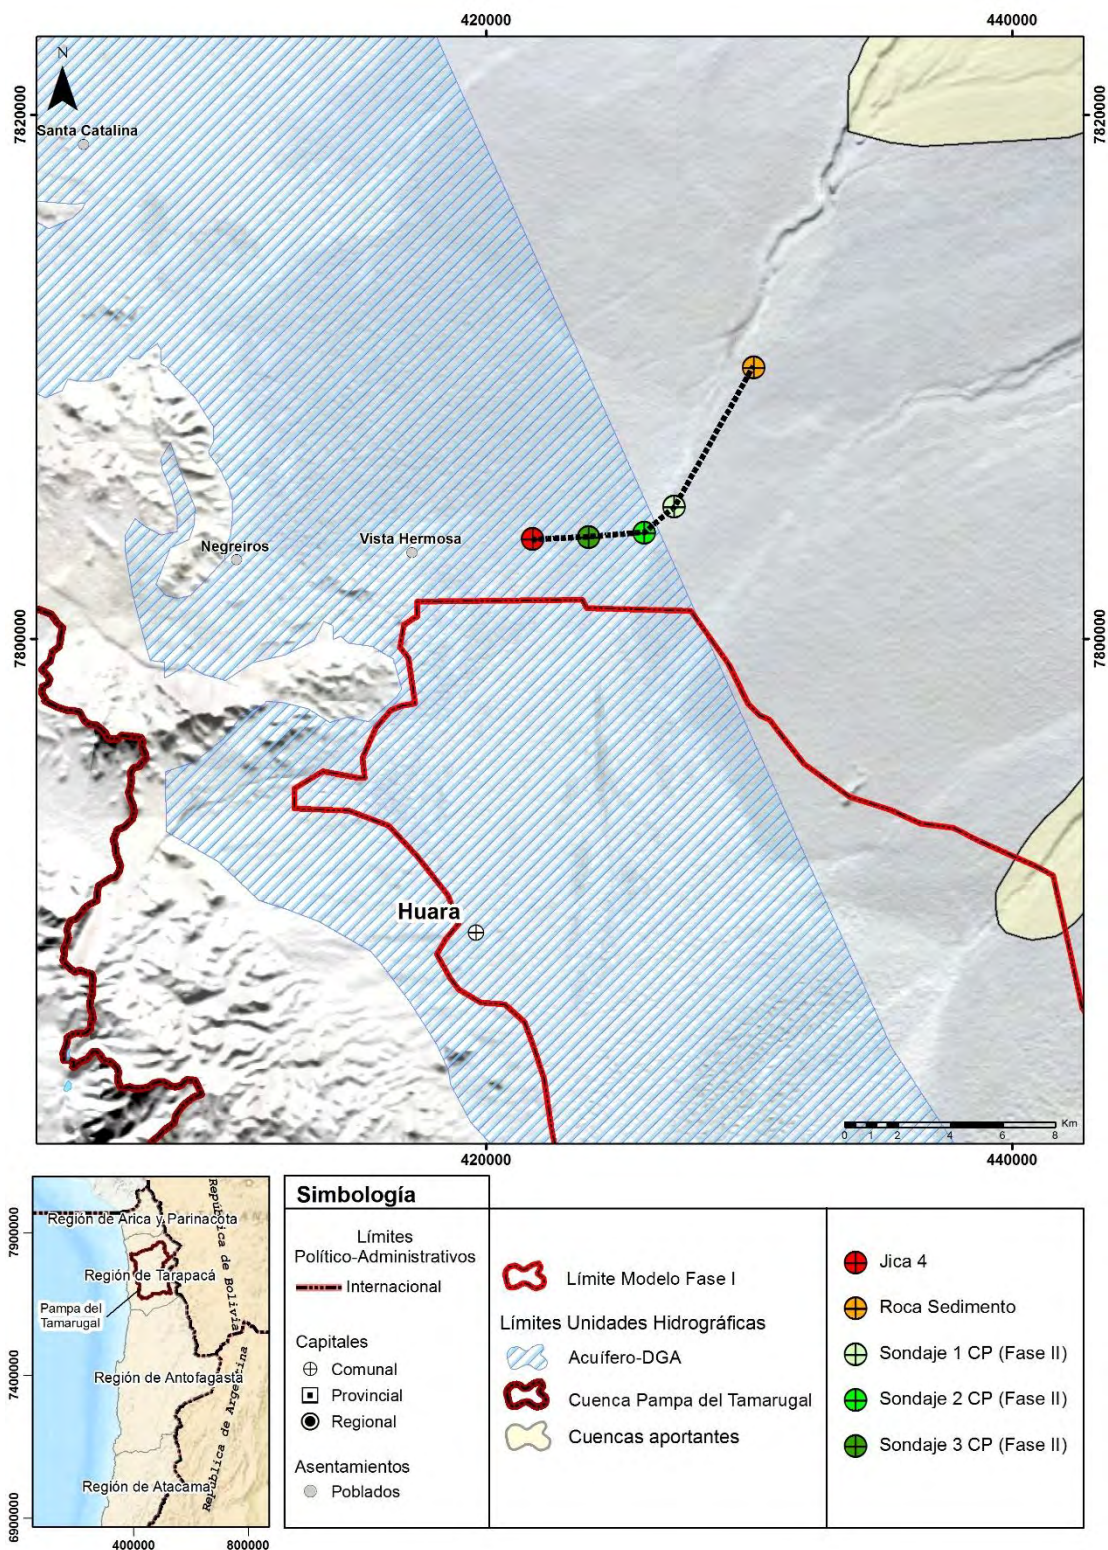 420000
440000
N
7820000
7820000
Santa Catalina
Negreiros
Vista Hermosa
7800000
7800000
Huara
0 1 2 4 6 8 Km
420000
440000
7900000
7400000
6900000
Región de Arica y Parinacota
República de Bolivia
Región de Tarapacá
Pampa del
Tamarugal
Región de Antofagasta
República de Argentina
Región de Atacama
400000
800000
Simbología
Límites
Político-Administrativos
Internacional
Capitales
Comunal
Provincial
Regional
Asentamientos
Poblados
Límite Modelo Fase I
Límites Unidades Hidrográficas
Acuífero-DGA
Cuenca Pampa del Tamarugal
Cuencas aportantes
Jica 4
Roca Sedimento
Sondaje 1 CP (Fase II)
Sondaje 2 CP (Fase II)
Sondaje 3 CP (Fase II)